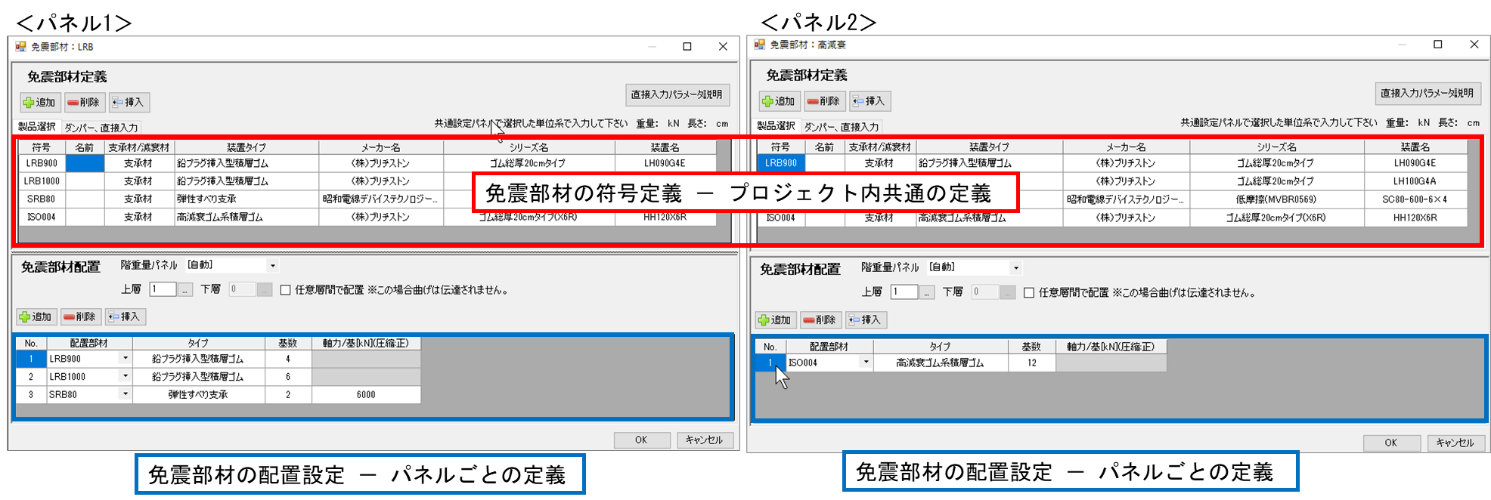 ＜パネル1＞
免震部材：LRB
免震部材定義
追加 削除 挿入 直接入力パラメータ説明
製品選択 ダンパー、直接入力 共通設定パネルで選択した単位系で入力して下さい 重量： kN 長さ： cm
符号 名前 支承材/減衰材 装置タイプ メーカー名 シリーズ名 装置名
LRB900 支承材 鉛プラグ挿入型積層ゴム (株)ブリヂストン ゴム総厚20cmタイプ LH090G4E
LRB1000 支承材 鉛プラグ挿入型積層ゴム
SRB80 支承材 弾性すべり支承 昭和電線デバイステクノロジー...
ISO004 支承材 高減衰ゴム系積層ゴム (株)ブリヂストン ゴム総厚20cmタイプ(X6R) HH120X6R
免震部材の符号定義 － プロジェクト内共通の定義
免震部材配置 階重量パネル [自動]
上層 1 ... 下層 0 ... 任意層間で配置 ※この場合曲げは伝達されません。
追加 削除 挿入
No. 配置部材 タイプ 基数 軸力/基[kN](圧縮正)
1 LRB900 鉛プラグ挿入型積層ゴム 4
2 LRB1000 鉛プラグ挿入型積層ゴム 6
3 SRB80 弾性すべり支承 2 6000
OK キャンセル
免震部材の配置設定 － パネルごとの定義
＜パネル2＞
免震部材：高減衰
免震部材定義
追加 削除 挿入 直接入力パラメータ説明
製品選択 ダンパー、直接入力 共通設定パネルで選択した単位系で入力して下さい 重量： kN 長さ： cm
符号 名前 支承材/減衰材 装置タイプ メーカー名 シリーズ名 装置名
LRB900 支承材 鉛プラグ挿入型積層ゴム (株)ブリヂストン ゴム総厚20cmタイプ LH090G4E
(株)ブリヂストン ゴム総厚20cmタイプ LH100G4A
昭和電線デバイステクノロジー... 低摩擦(MVBR0569) SC80-600-6×4
ISO004 支承材 高減衰ゴム系積層ゴム (株)ブリヂストン ゴム総厚20cmタイプ(X6R) HH120X6R
免震部材配置 階重量パネル [自動]
上層 1 ... 下層 0 ... 任意層間で配置 ※この場合曲げは伝達されません。
追加 削除 挿入
No. 配置部材 タイプ 基数 軸力/基[kN](圧縮正)
1 ISO004 高減衰ゴム系積層ゴム 12
OK キャンセル
免震部材の配置設定 － パネルごとの定義